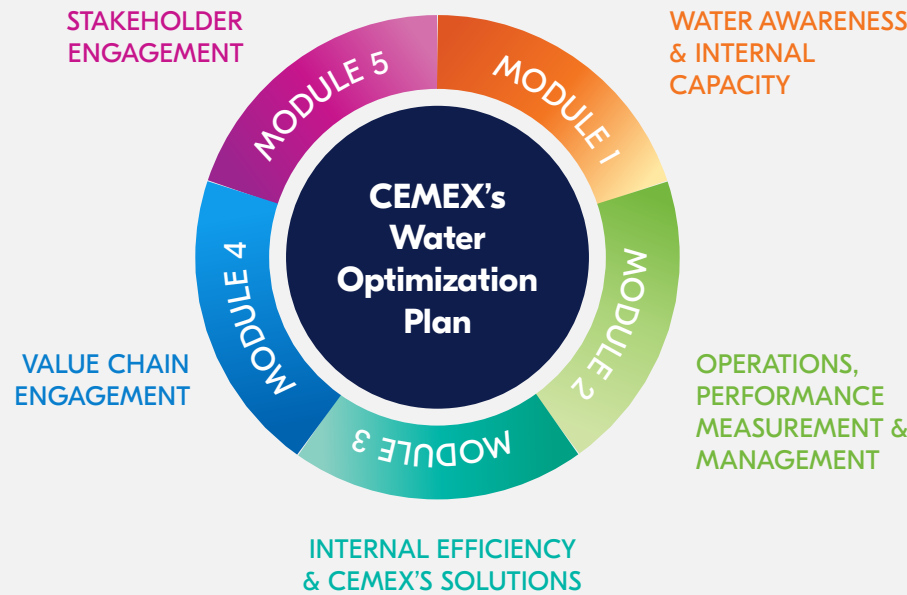 STAKEHOLDER
ENGAGEMENT
WATER AWARENESS
& INTERNAL
CAPACITY
MODULE 5
MODULE 1
CEMEX's
Water
Optimization
Plan
MODULE 4
MODULE 2
VALUE CHAIN
ENGAGEMENT
OPERATIONS,
PERFORMANCE
MEASUREMENT &
MANAGEMENT
MODULE 3
INTERNAL EFFICIENCY
& CEMEX'S SOLUTIONS